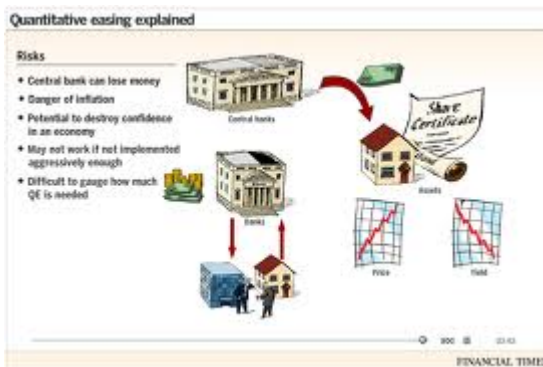 Quantitative easing explained
Risks
• Central bank can lose money
• Danger of inflation
• Potential to destroy confidence
in an economy
• May not work if not implemented
aggressively enough
• Difficult to gauge how much
QE is needed
Central banks
Share
Certificate
Assets
Banks
Price
Yield
FINANCIAL TIME